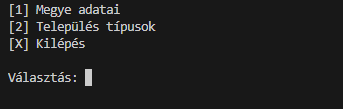 [1] Megye adatai
[2] Település típusok
[X] Kilépés
Választás: